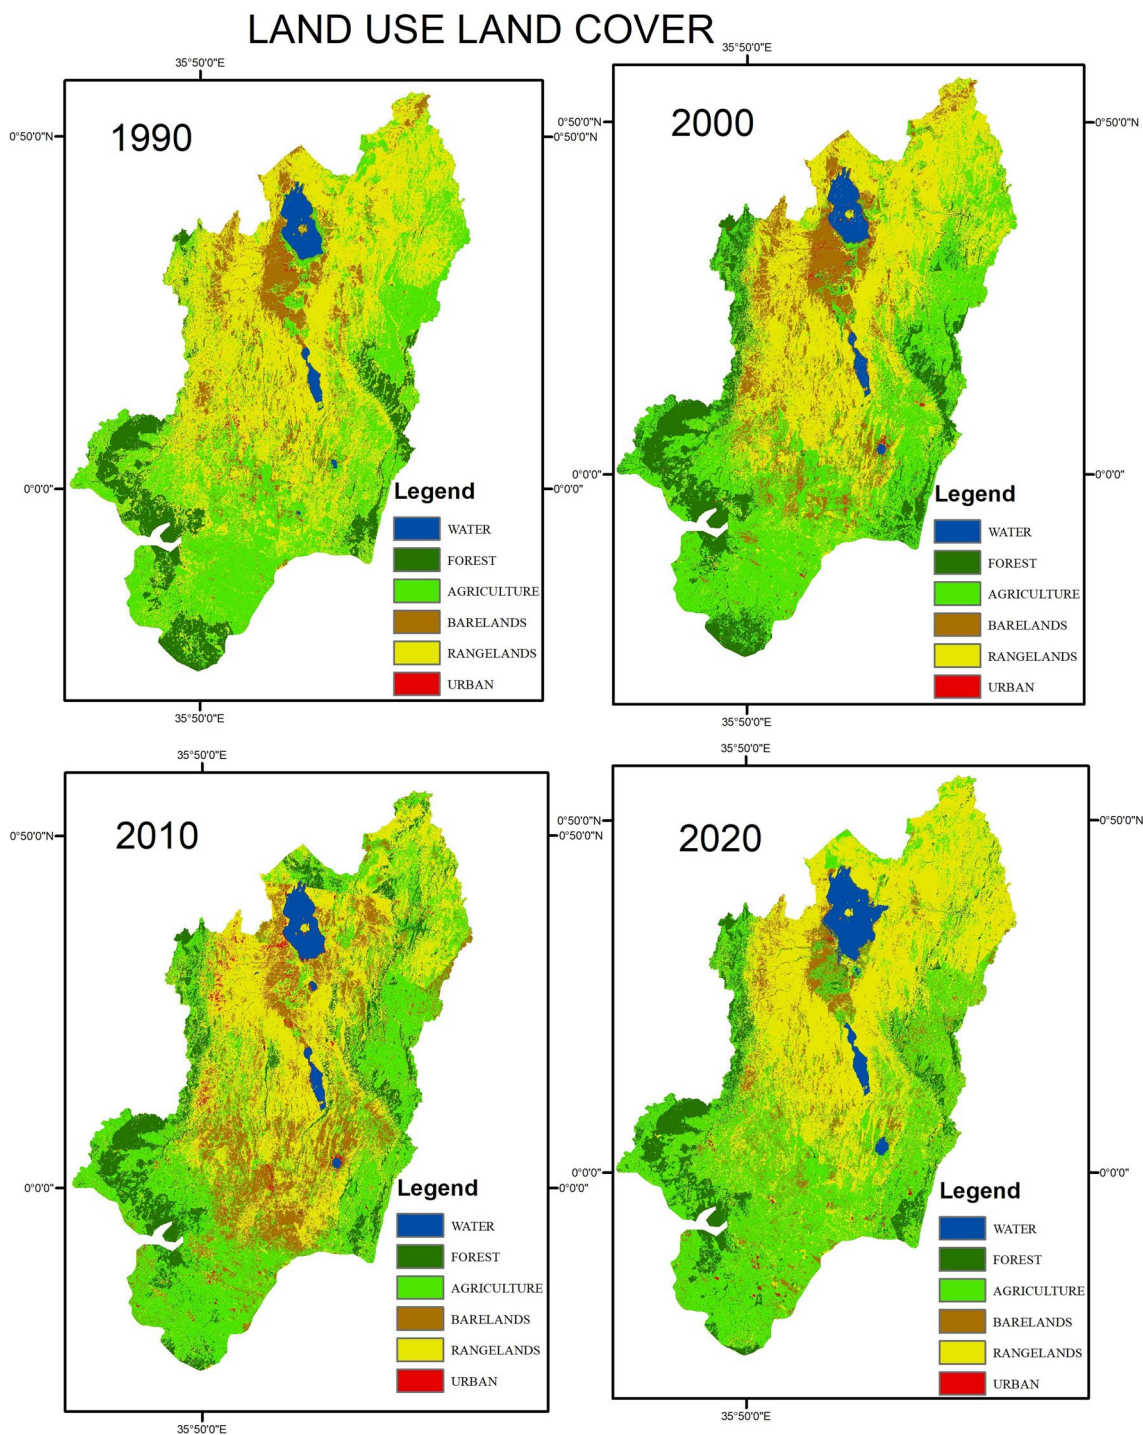 LAND USE LAND COVER
35°50'0"E
35°50'0"E
1990
2000
0°50'0"N
0°50'0"N
0°50'0"N
0°50'0"N
0°0'0"
0°0'0"
0°0'0"
0°0'0"
Legend
WATER
FOREST
AGRICULTURE
BARELANDS
RANGELANDS
URBAN
Legend
WATER
FOREST
AGRICULTURE
BARELANDS
RANGELANDS
URBAN
35°50'0"E
35°50'0"E
35°50'0"E
35°50'0"E
2010
2020
0°50'0"N
0°50'0"N
0°50'0"N
0°50'0"N
0°0'0"
0°0'0"
0°0'0"
0°0'0"
Legend
WATER
FOREST
AGRICULTURE
BARELANDS
RANGELANDS
URBAN
Legend
WATER
FOREST
AGRICULTURE
BARELANDS
RANGELANDS
URBAN
35°50'0"E
35°50'0"E